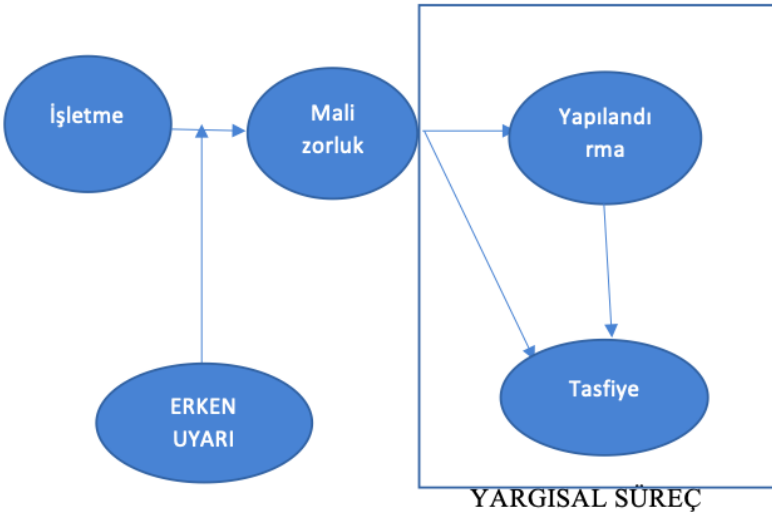 İşletme
Mali
zorluk
Yapılandı
rma
ERKEN
UYARI
Tasfiye
YARGISAL SÜREÇ